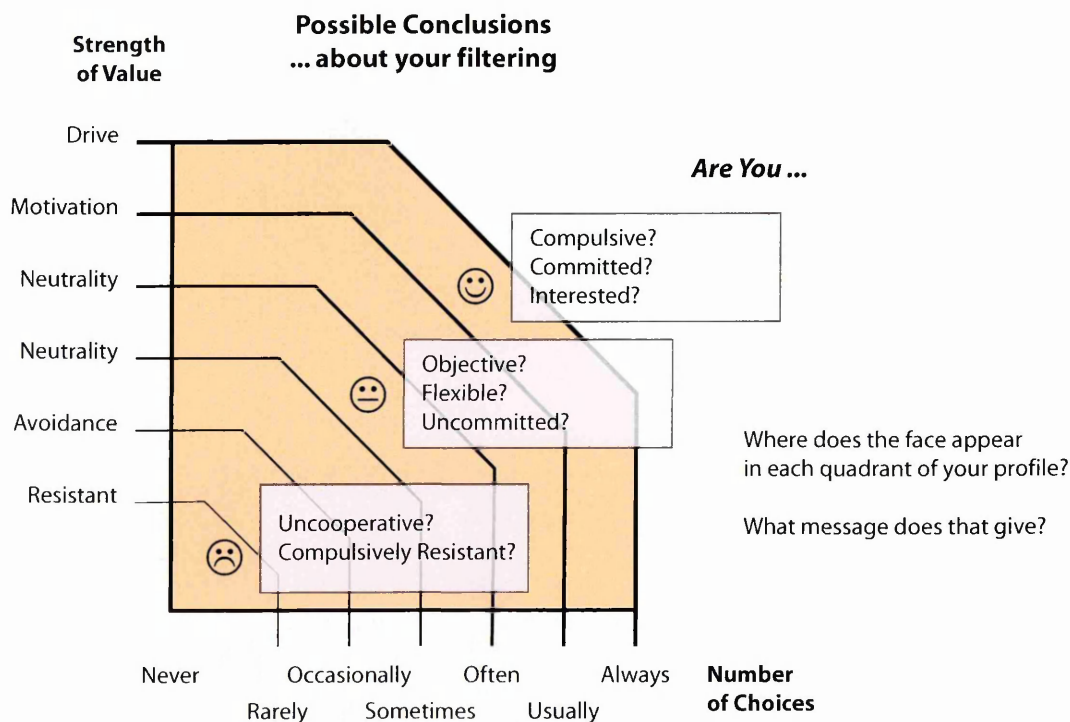 Possible Conclusions
... about your filtering
Strength
of Value
Drive
Motivation
Neutrality
Neutrality
Avoidance
Resistant
Are You ...
Compulsive?
Committed?
Interested?
Objective?
Flexible?
Uncommitted?
Uncooperative?
Compulsively Resistant?
Where does the face appear
in each quadrant of your profile?
What message does that give?
Never
Rarely
Occasionally
Sometimes
Often
Usually
Always
Number
of Choices